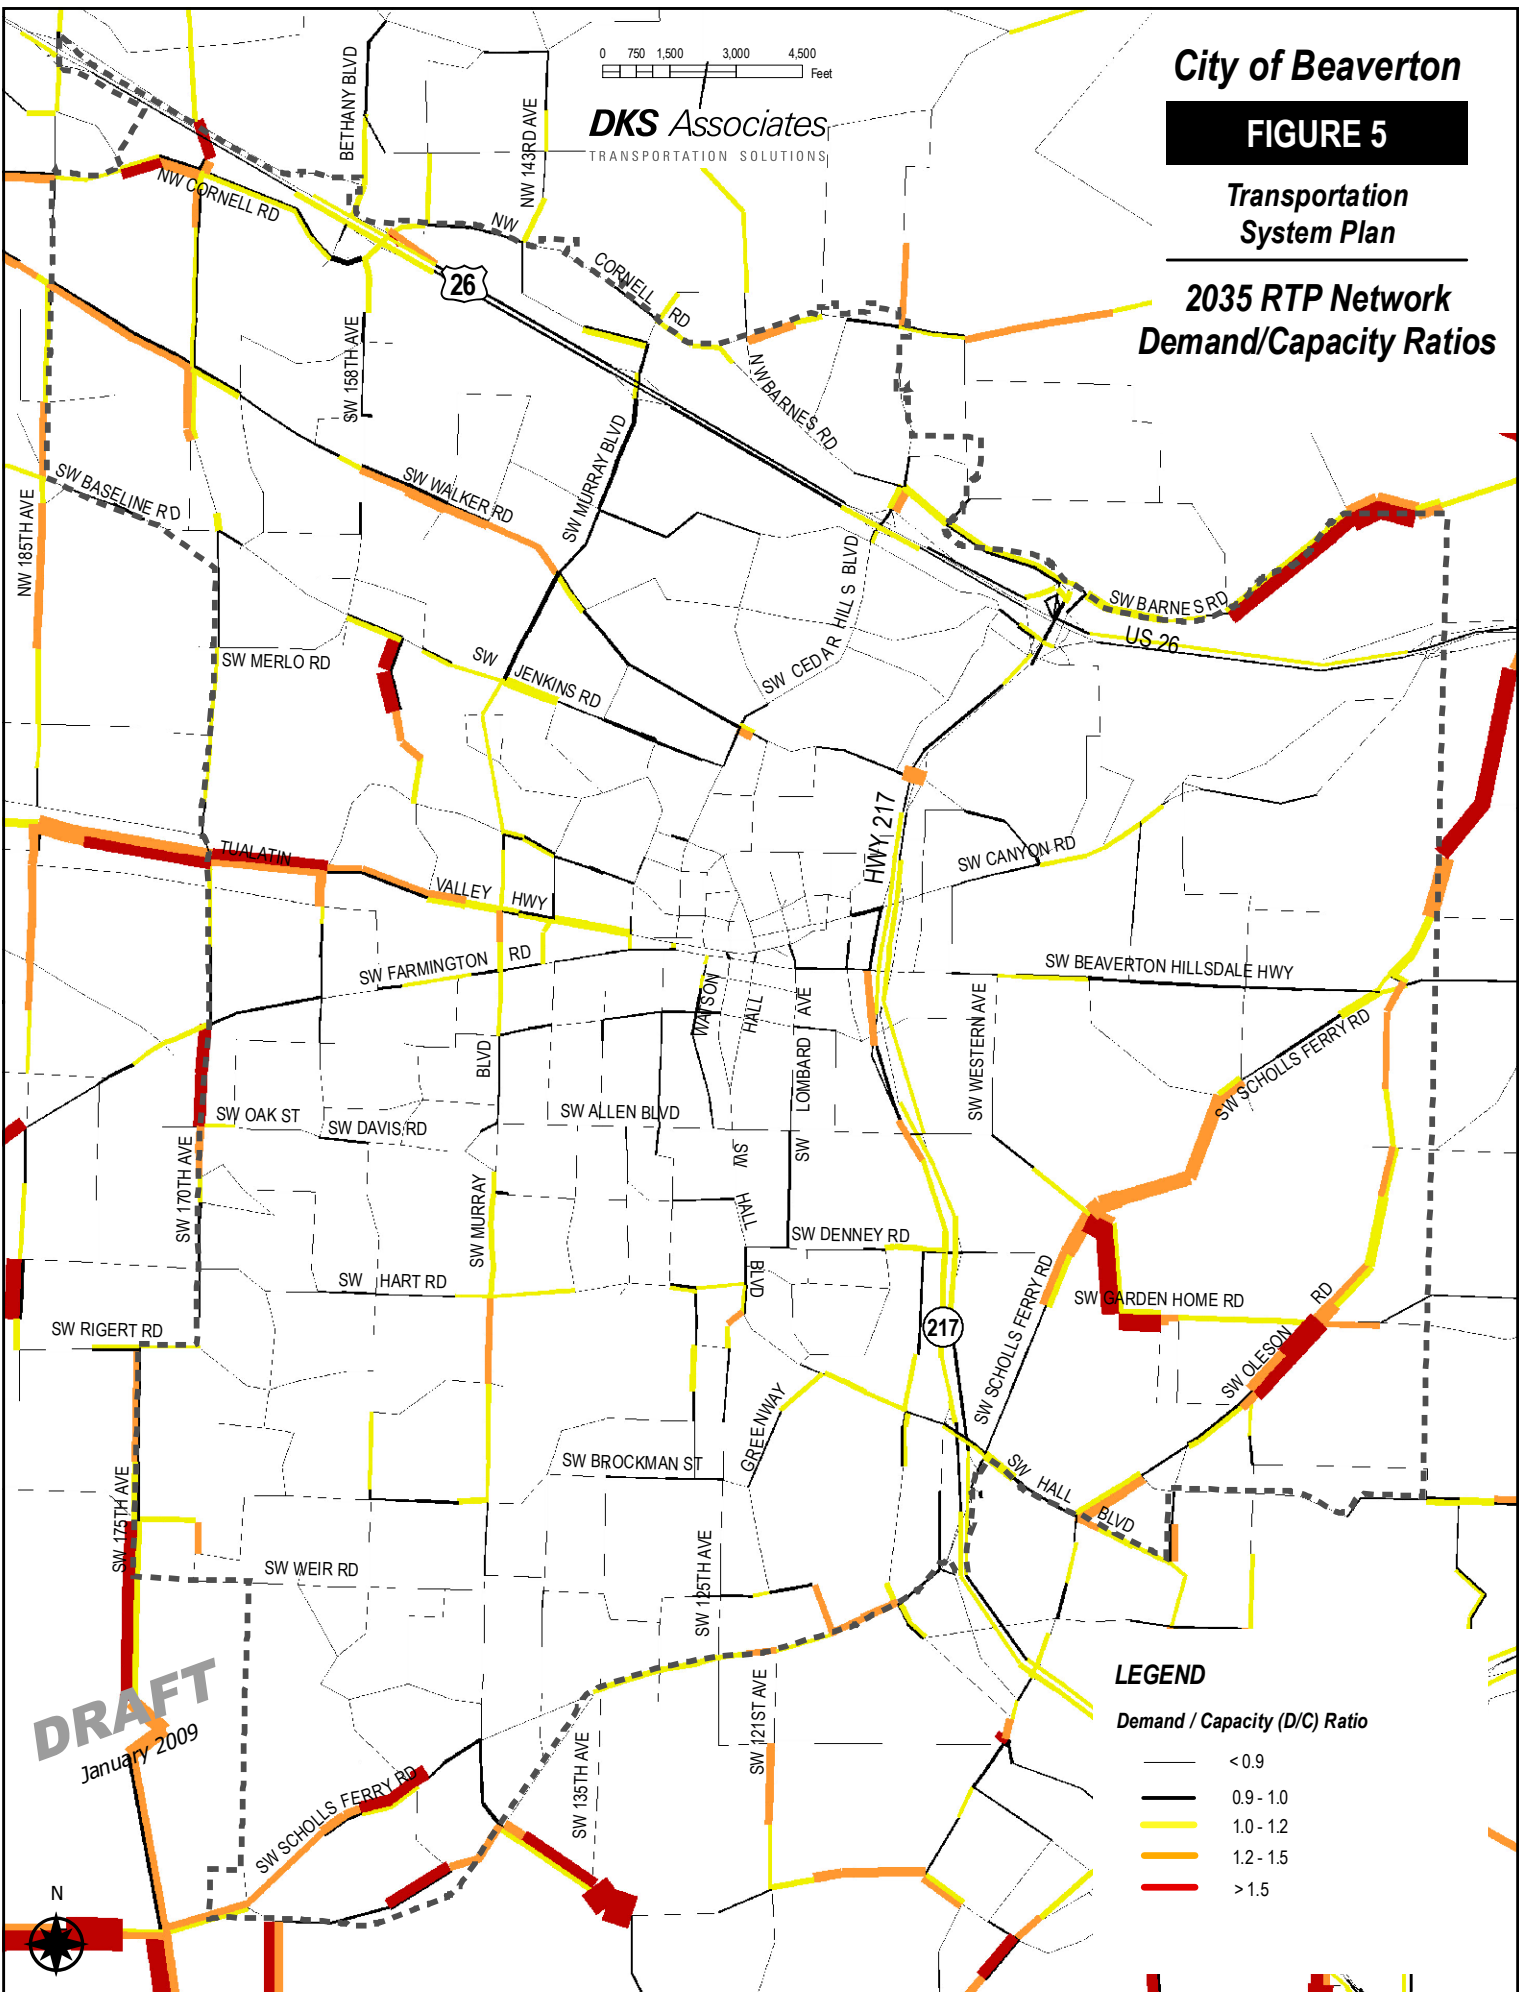 0 750 1,500 3,000 4,500
Feet
DKS Associates
TRANSPORTATION SOLUTIONS
City of Beaverton
FIGURE 5
Transportation
System Plan
2035 RTP Network
Demand/Capacity Ratios
BETHANY BLVD
NW 143RD AVE
NW CORNELL RD
NW
CORNELL
RD
26
SW 158TH AVE
NW BARNES RD
SW MURRAY BLVD
SW BASELINE RD
SW WALKER RD
NW 185TH AVE
SW CEDAR HILLS BLVD
SW BARNES RD
US 26
SW MERLO RD
SW
JENKINS RD
HWY 217
SW CANYON RD
TUALATIN
VALLEY
HWY
SW FARMINGTON
RD
SW BEAVERTON HILLSDALE HWY
WATSON
HALL
AVE
LOMBARD
SW
SW WESTERN AVE
SW SCHOLLS FERRY RD
BLVD
SW OAK ST
SW DAVIS RD
SW ALLEN BLVD
SW
HALL
BLVD
SW 170TH AVE
SW MURRAY
SW DENNEY RD
SW HART RD
SW RIGERT RD
217
SW SCHOLLS FERRY RD
SW GARDEN HOME RD
SW OLESON
RD
GREENWAY
SW BROCKMAN ST
SW
HALL
BLVD
SW 175TH AVE
SW WEIR RD
SW 125TH AVE
SW 121ST AVE
SW 135TH AVE
SW SCHOLLS FERRY RD
DRAFT
January 2009
N
LEGEND
Demand / Capacity (D/C) Ratio
< 0.9
0.9 - 1.0
1.0 - 1.2
1.2 - 1.5
> 1.5